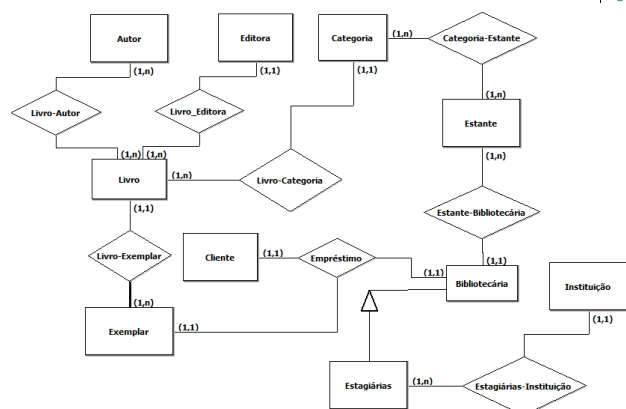 Autor
Editora
Categoria
(1,n)
Categoria-Estante
(1,n)
(1,1)
(1,1)
Livro-Autor
Livro_Editora
(1,n)
Estante
(1,n)
(1,n)
(1,n)
Livro
(1,n)
Livro-Categoria
(1,1)
Estante-Bibliotecária
Livro-Exemplar
Cliente
(1,1)
Empréstimo
(1,1)
(1,1)
Bibliotecária
Instituição
(1,n)
(1,1)
Exemplar
(1,1)
Estagiárias
(1,n)
Estagiárias-Instituição